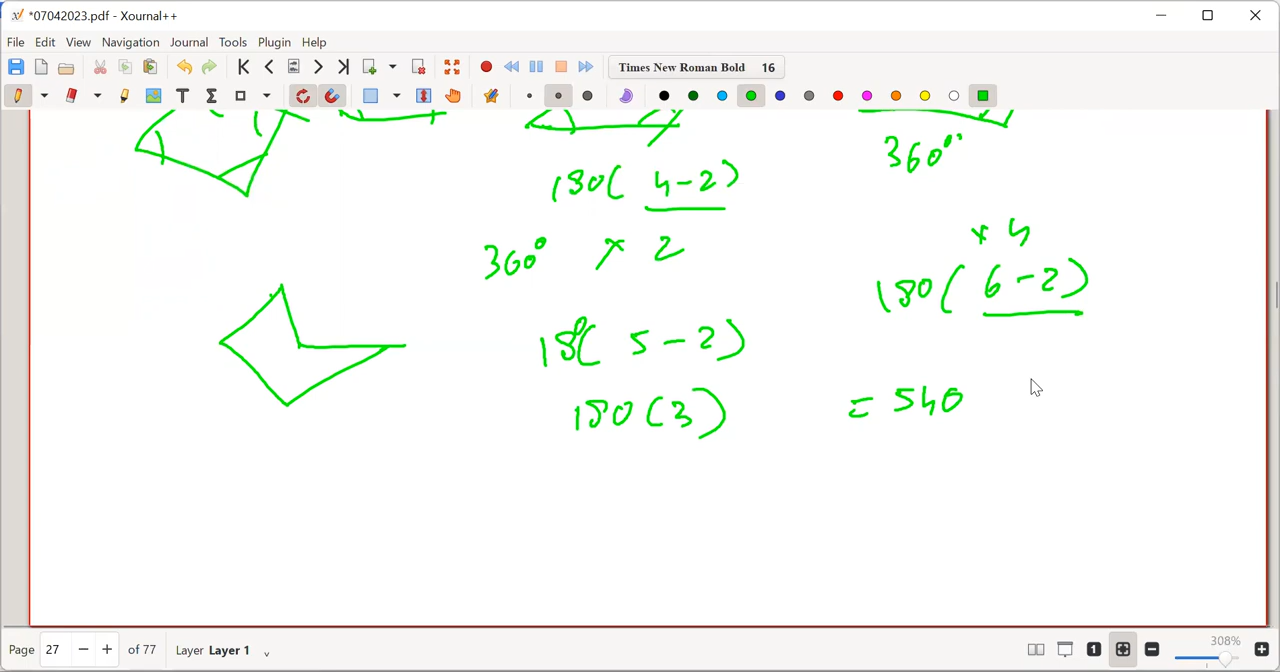 *07042023.pdf - Xournal++
File Edit View Navigation Journal Tools Plugin Help
Times New Roman Bold 16
360°
180( 4-2)
× 4
360° × 2
180( 6-2)
180( 5-2)
180(3) = 540
Page 27 of 77 Layer Layer 1 308%